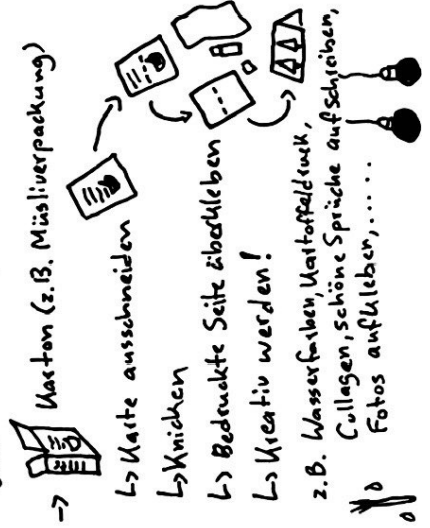 -> Karton (z.B. Müsliverpackung)
↳ Karte ausschneiden
↳ Knicken
↳ Bedruckte Seite überkleben
↳ Kreativ werden!
z.B. Wasserfarben, Kartoffeldruck,
Collagen, schöne Sprüche aufschreiben,
Fotos aufkleben, .....